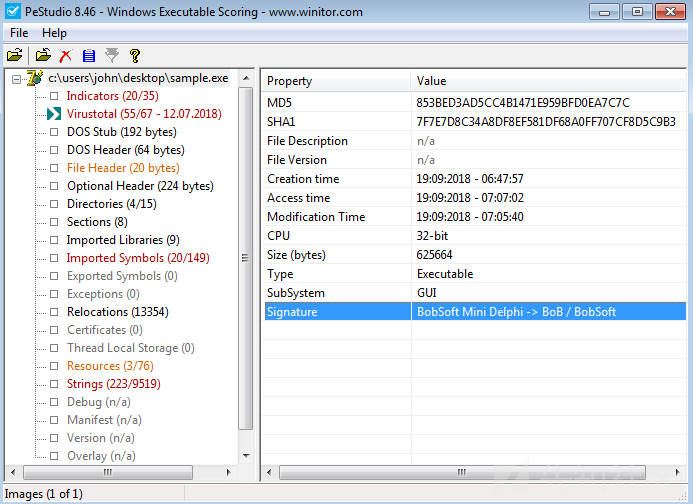 PeStudio 8.46 - Windows Executable Scoring - www.winitor.com
File Help
c:\users\john\desktop\sample.exe
Indicators (20/35)
Virustotal (55/67 - 12.07.2018)
DOS Stub (192 bytes)
DOS Header (64 bytes)
File Header (20 bytes)
Optional Header (224 bytes)
Directories (4/15)
Sections (8)
Imported Libraries (9)
Imported Symbols (20/149)
Exported Symbols (0)
Exceptions (0)
Relocations (13354)
Certificates (0)
Thread Local Storage (0)
Resources (3/76)
Strings (223/9519)
Debug (n/a)
Manifest (n/a)
Version (n/a)
Overlay (n/a)
Property Value
MD5 853BED3AD5CC4B1471E959BFD0EA7C7C
SHA1 7F7E7D8C34A8DF8EF581DF68A0FF707CF8D5C9B3
File Description n/a
File Version n/a
Creation time 19:09:2018 - 06:47:57
Access time 19:09:2018 - 07:07:02
Modification Time 19:09:2018 - 07:05:40
CPU 32-bit
Size (bytes) 625664
Type Executable
SubSystem GUI
Signature BobSoft Mini Delphi -> BoB / BobSoft
Images (1 of 1)